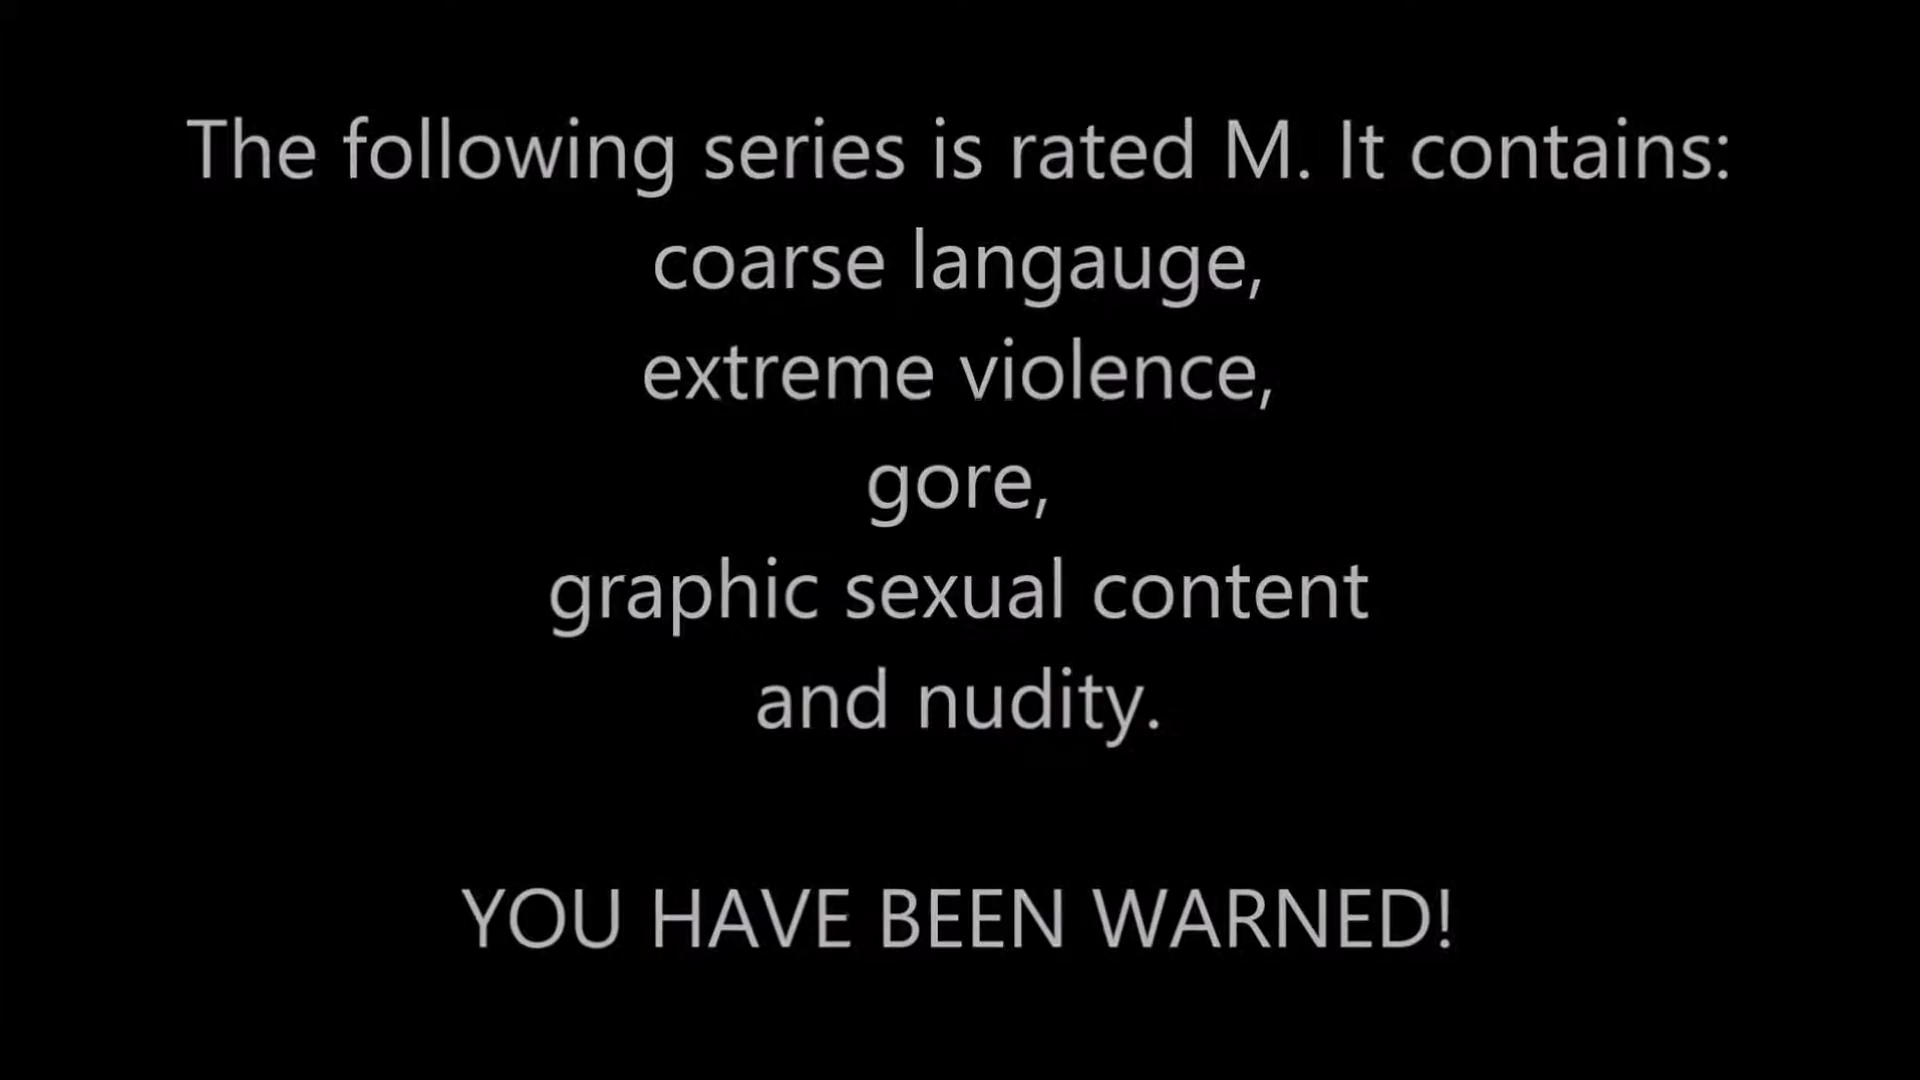 The following series is rated M. It contains:
coarse langauge,
extreme violence,
gore,
graphic sexual content
and nudity.
YOU HAVE BEEN WARNED!